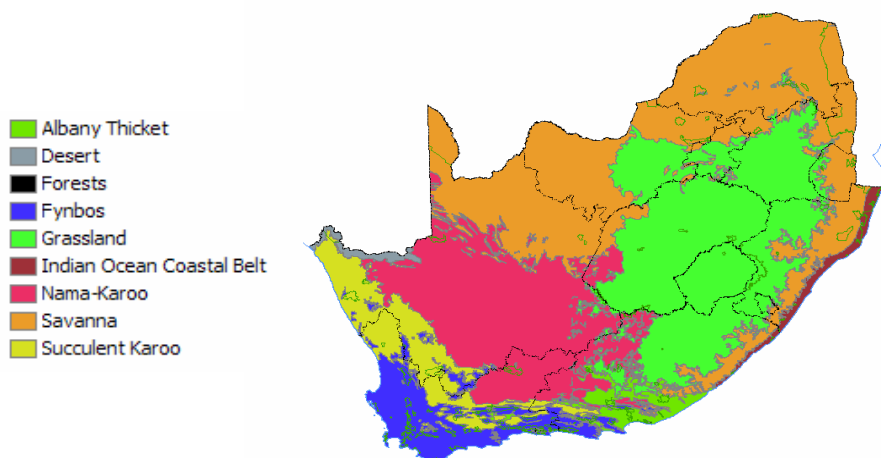 Albany Thicket
Desert
Forests
Fynbos
Grassland
Indian Ocean Coastal Belt
Nama-Karoo
Savanna
Succulent Karoo